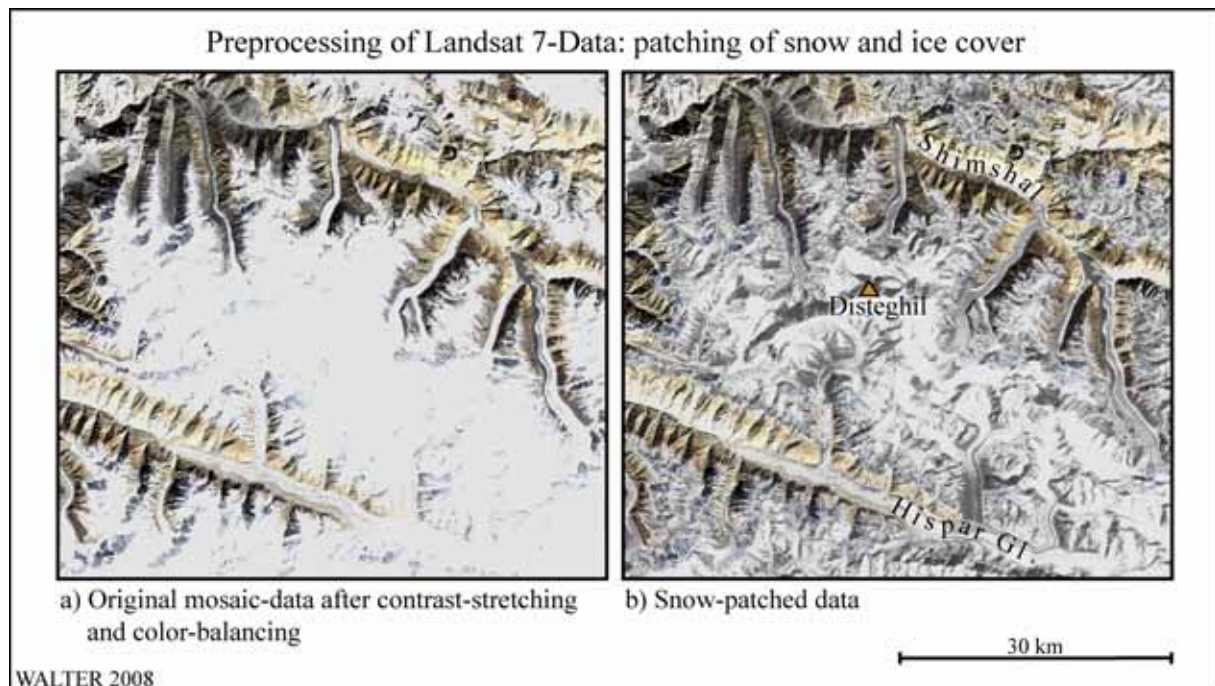 Preprocessing of Landsat 7-Data: patching of snow and ice cover
Shimshal
Disteghil
Hispar Gl.
a) Original mosaic-data after contrast-stretching
and color-balancing
b) Snow-patched data
30 km
WALTER 2008